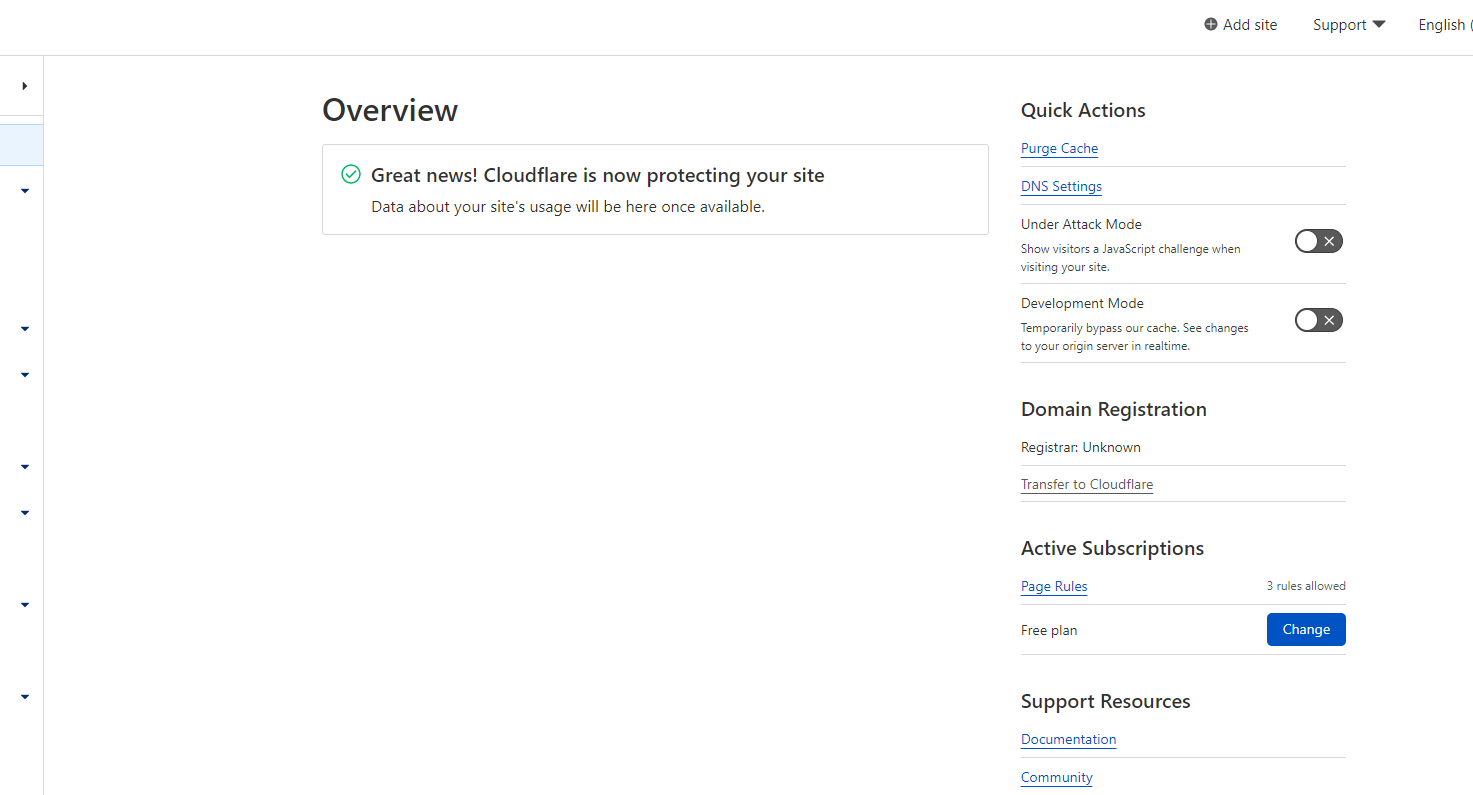 Add site
Support
English (
Overview
Great news! Cloudflare is now protecting your site
Data about your site's usage will be here once available.
Quick Actions
Purge Cache
DNS Settings
Under Attack Mode
Show visitors a JavaScript challenge when
visiting your site.
Development Mode
Temporarily bypass our cache. See changes
to your origin server in realtime.
Domain Registration
Registrar: Unknown
Transfer to Cloudflare
Active Subscriptions
Page Rules
3 rules allowed
Free plan
Change
Support Resources
Documentation
Community